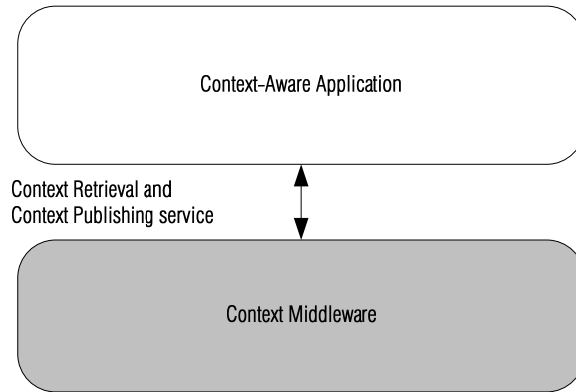 Context-Aware Application
Context Retrieval and
Context Publishing service
Context Middleware